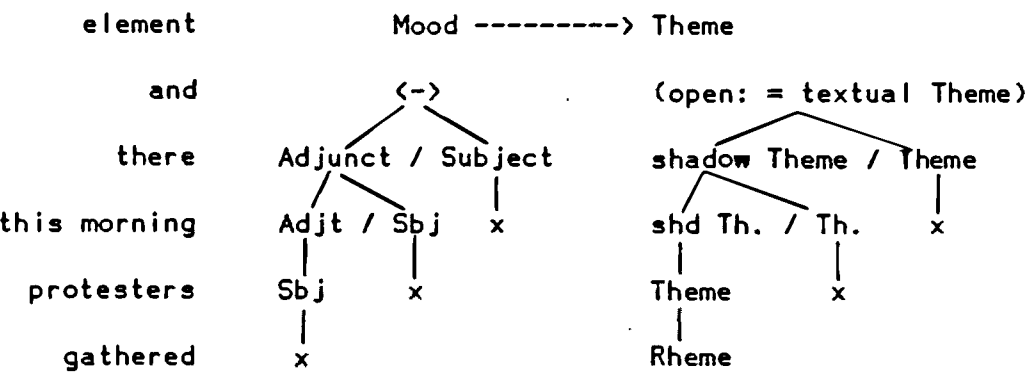 element Mood ---------> Theme
and <-> (open: = textual Theme)
there Adjunct / Subject shadow Theme / Theme
this morning Adjt / Sbj x shd Th. / Th. x
protesters Sbj x Theme x
gathered x Rheme